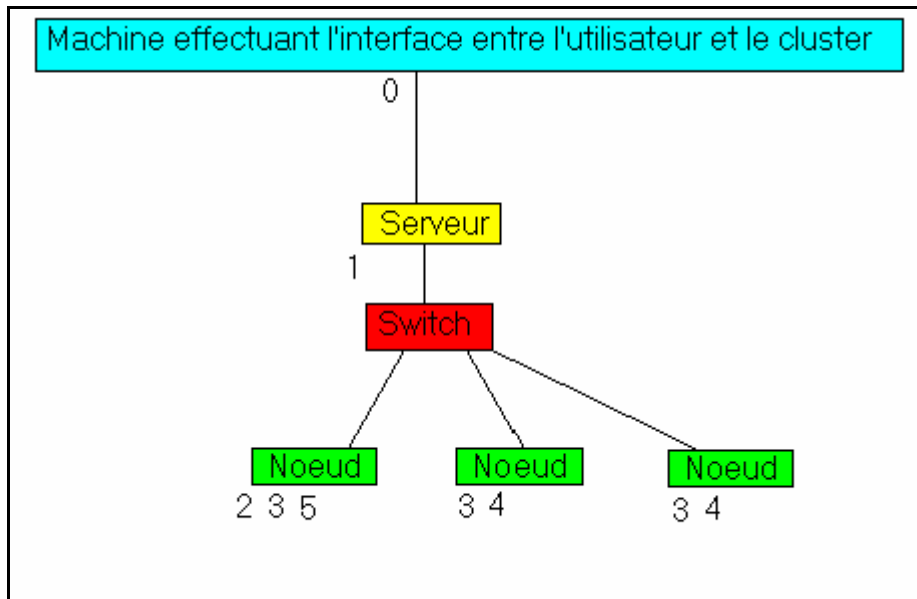 Machine effectuant l'interface entre l'utilisateur et le cluster
0
Serveur
1
Switch
Noeud
Noeud
Noeud
2 3 5
3 4
3 4